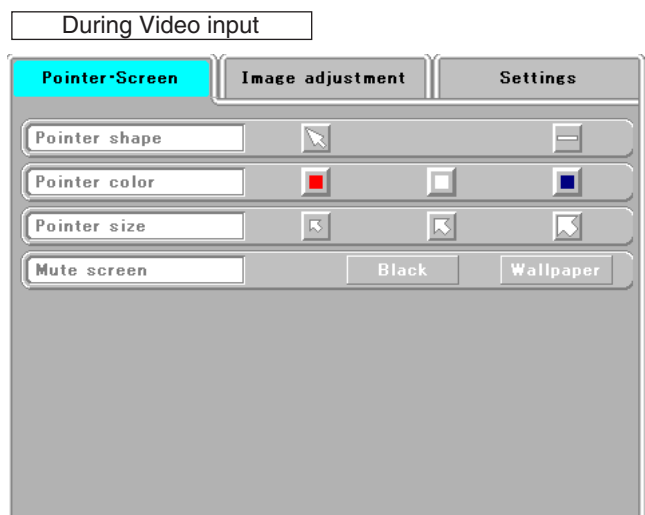 During Video input
Pointer･Screen Image adjustment Settings
Pointer shape
Pointer color
Pointer size
Mute screen Black Wallpaper